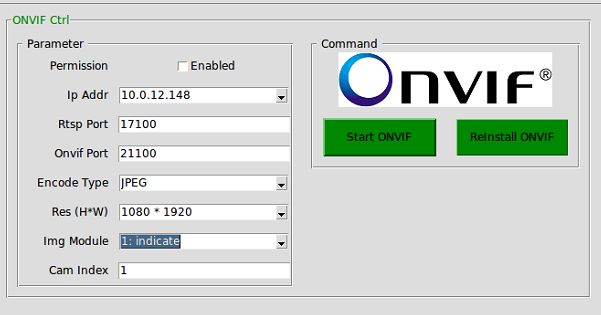 ONVIF Ctrl
Parameter
Permission Enabled
Ip Addr 10.0.12.148
Rtsp Port 17100
Onvif Port 21100
Encode Type JPEG
Res (H*W) 1080 * 1920
Img Module 1: indicate
Cam Index 1
Command
ONVIF®
Start ONVIF ReInstall ONVIF